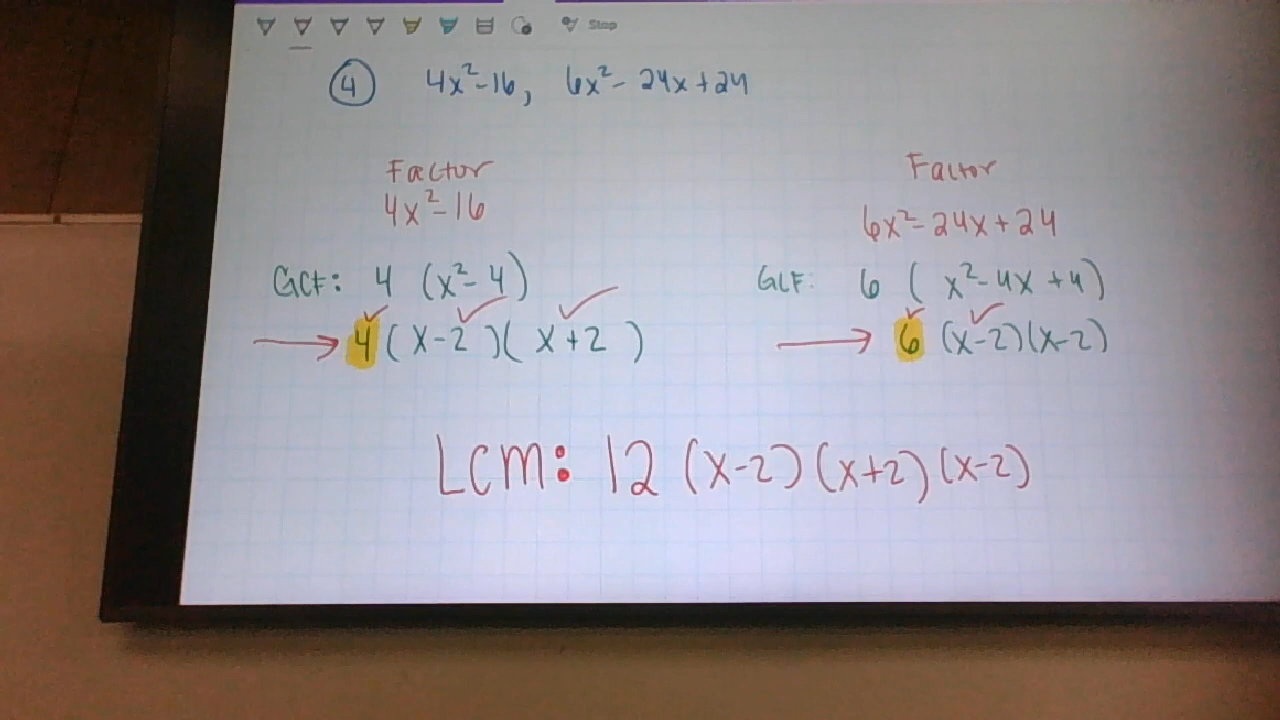 Stop
④ 4x²-16, 6x²-24x+24
Factor
4x²-16
GCF: 4 (x²-4)
4(x-2)(x+2)
Factor
6x²-24x+24
GCF: 6 (x²-4x+4)
6 (x-2)(x-2)
LCM: 12 (x-2)(x+2)(x-2)